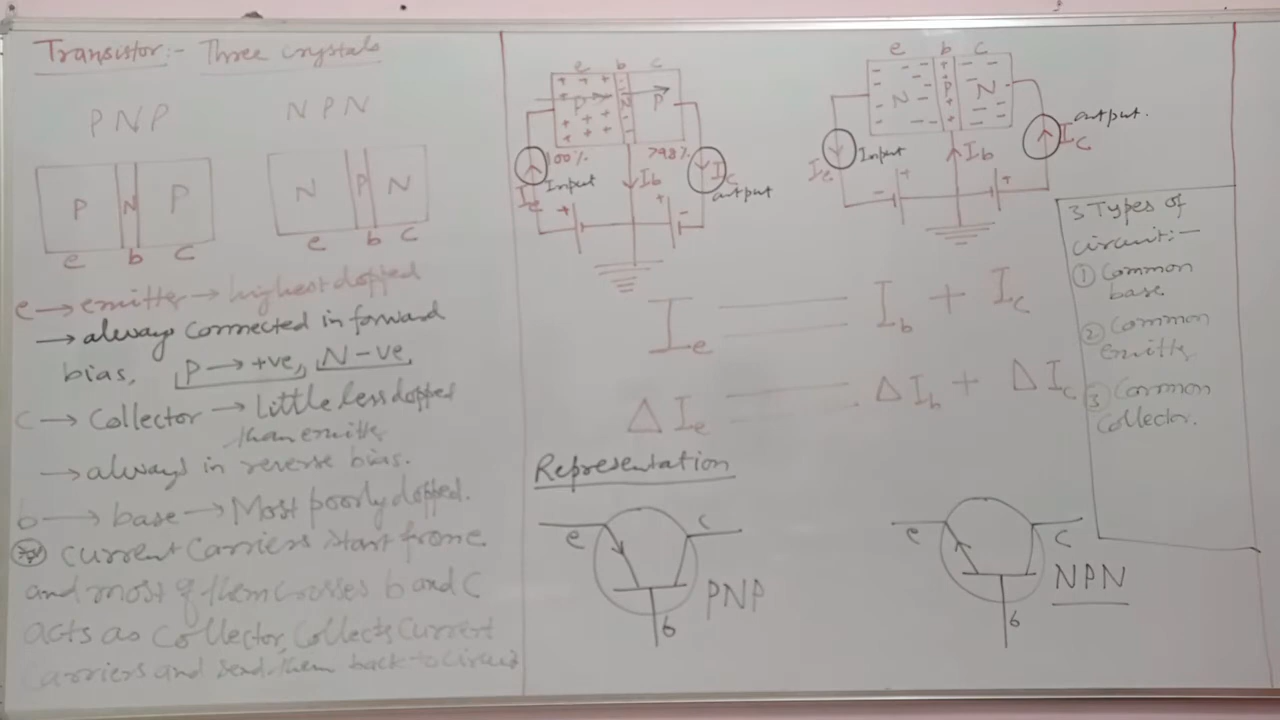 Transistor:- Three crystals
PNP
NPN
P N P
e b c
N P N
e b c
e → emitter → highest dopped
→ always connected in forward
bias, P → +ve, N - ve
C → Collector → Little less dopped
than emitter
→ always in reverse bias.
b → base → Most poorly dopped.
current carriers start from e
and most of them crosses b and C
acts as Collector, Collects Current
Carriers and send them back to circuit
e b c
+ + + + + + + + + + +
P N P
100%
Input
Ie
Ib
>98%
Ic
output
+ + -
e b c
N P N
Ie
Input
Ib
Ic
output.
- + +
Ie = Ib + Ic
ΔIe = ΔIb + ΔIc
3 Types of
circuit:-
① Common
base
② Common
emitter
③ Common
Collector.
Representation
e c
b
PNP
e c
b
NPN